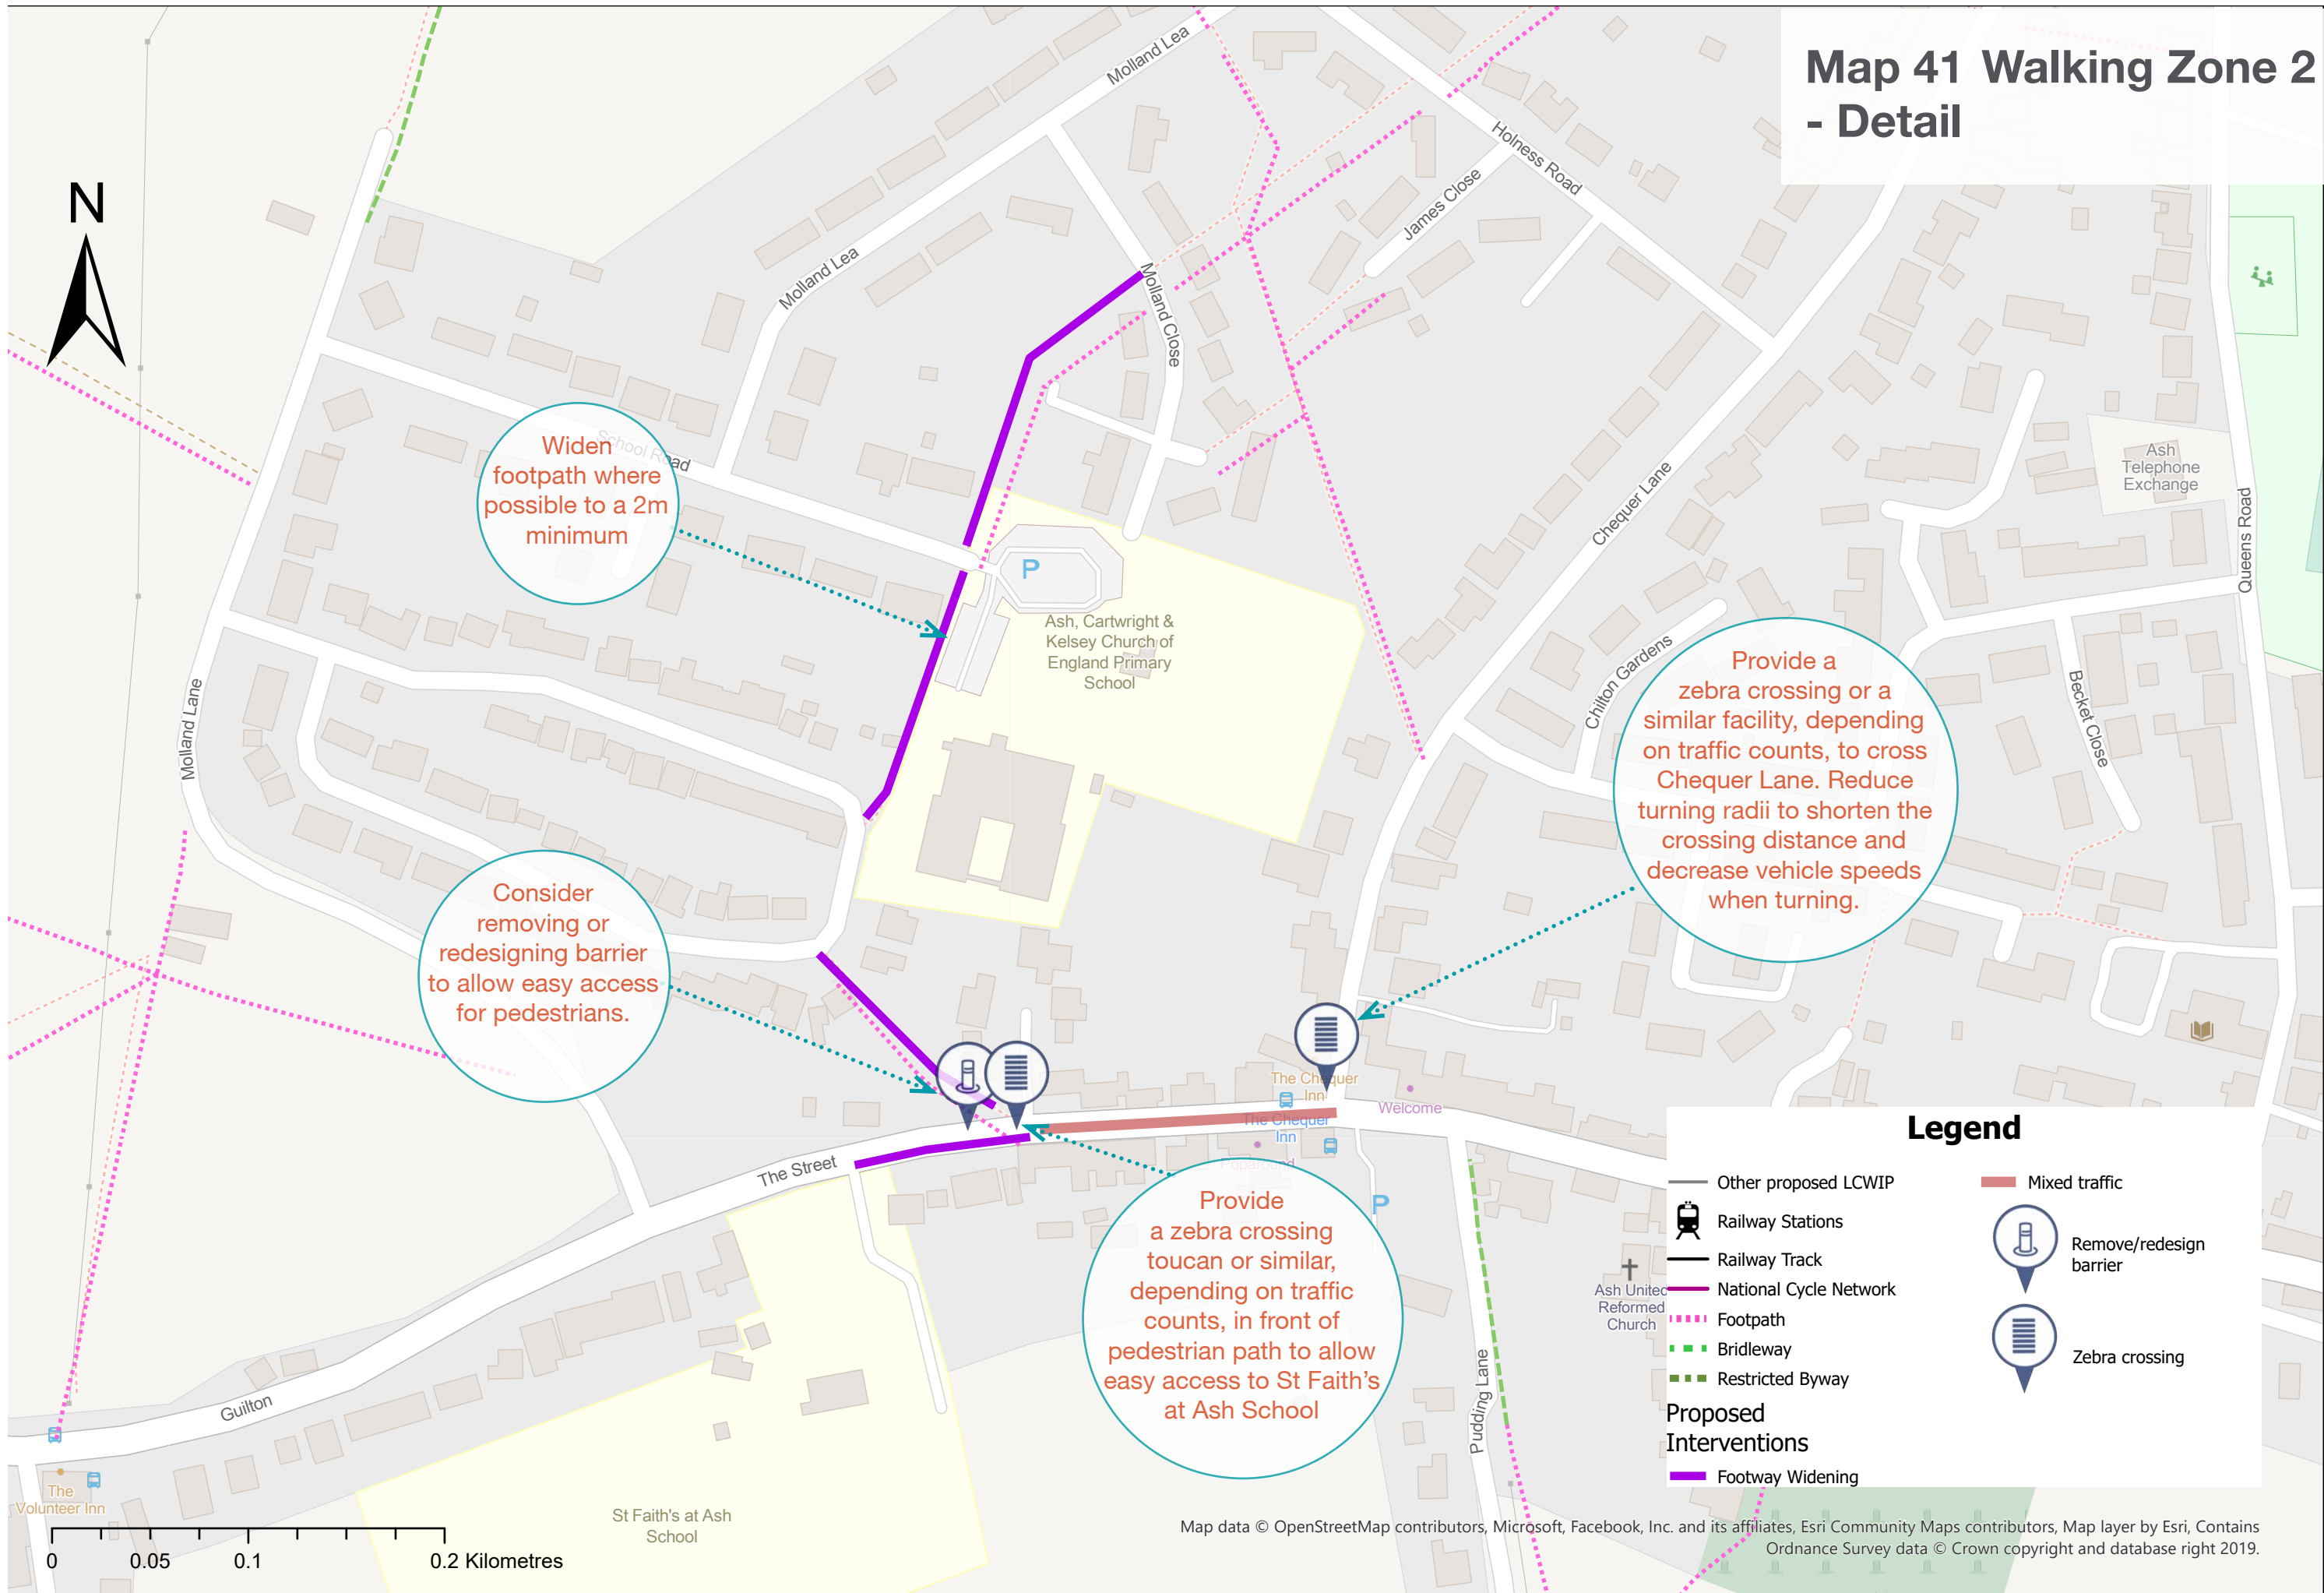 Map 41 Walking Zone 2
- Detail
N
Molland Lea
Holness Road
James Close
Molland Lea
Molland Close
School Road
Widen
footpath where
possible to a 2m
minimum
P
Ash, Cartwright &
Kelsey Church of
England Primary
School
Chequer Lane
Ash
Telephone
Exchange
Queens Road
Molland Lane
Chilton Gardens
Becket Close
Provide a
zebra crossing or a
similar facility, depending
on traffic counts, to cross
Chequer Lane. Reduce
turning radii to shorten the
crossing distance and
decrease vehicle speeds
when turning.
Consider
removing or
redesigning barrier
to allow easy access
for pedestrians.
The Chequer
Inn
Welcome
The Chequer
Inn
The Street
P
Provide
a zebra crossing
toucan or similar,
depending on traffic
counts, in front of
pedestrian path to allow
easy access to St Faith's
at Ash School
Ash United
Reformed
Church
Pudding Lane
Guilton
The
Volunteer Inn
St Faith's at Ash
School
Legend
Other proposed LCWIP
Railway Stations
Railway Track
National Cycle Network
Footpath
Bridleway
Restricted Byway
Proposed
Interventions
Footway Widening
Mixed traffic
Remove/redesign
barrier
Zebra crossing
0 0.05 0.1 0.2 Kilometres
Map data © OpenStreetMap contributors, Microsoft, Facebook, Inc. and its affiliates, Esri Community Maps contributors, Map layer by Esri, Contains
Ordnance Survey data © Crown copyright and database right 2019.